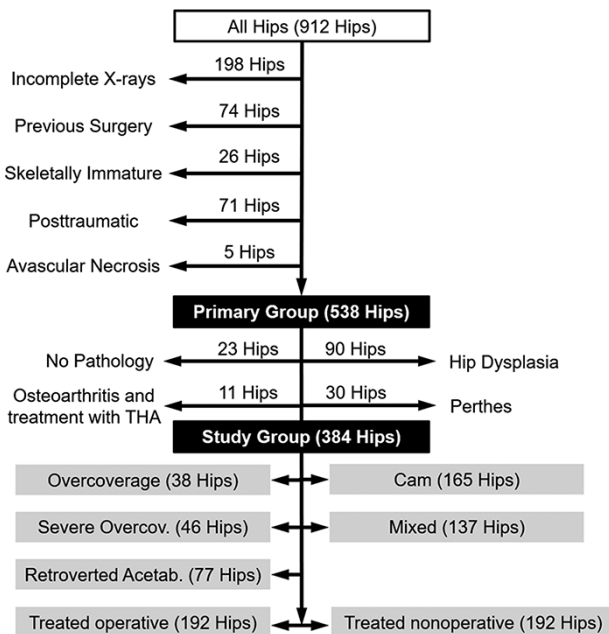 All Hips (912 Hips)
198 Hips
Incomplete X-rays
74 Hips
Previous Surgery
26 Hips
Skeletally Immature
71 Hips
Posttraumatic
5 Hips
Avascular Necrosis
Primary Group (538 Hips)
23 Hips 90 Hips
No Pathology Hip Dysplasia
Osteoarthritis and 11 Hips 30 Hips
treatment with THA Perthes
Study Group (384 Hips)
Overcoverage (38 Hips) Cam (165 Hips)
Severe Overcov. (46 Hips) Mixed (137 Hips)
Retroverted Acetab. (77 Hips)
Treated operative (192 Hips) Treated nonoperative (192 Hips)